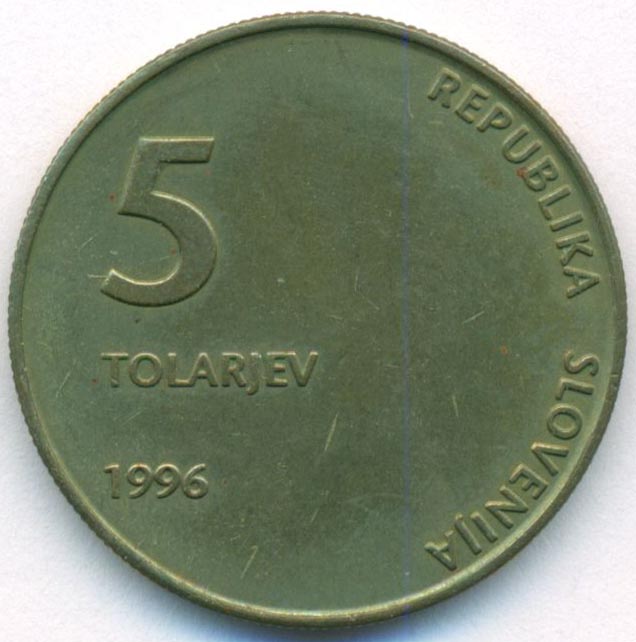 5
TOLARJEV
1996
REPUBLIKA SLOVENIJA